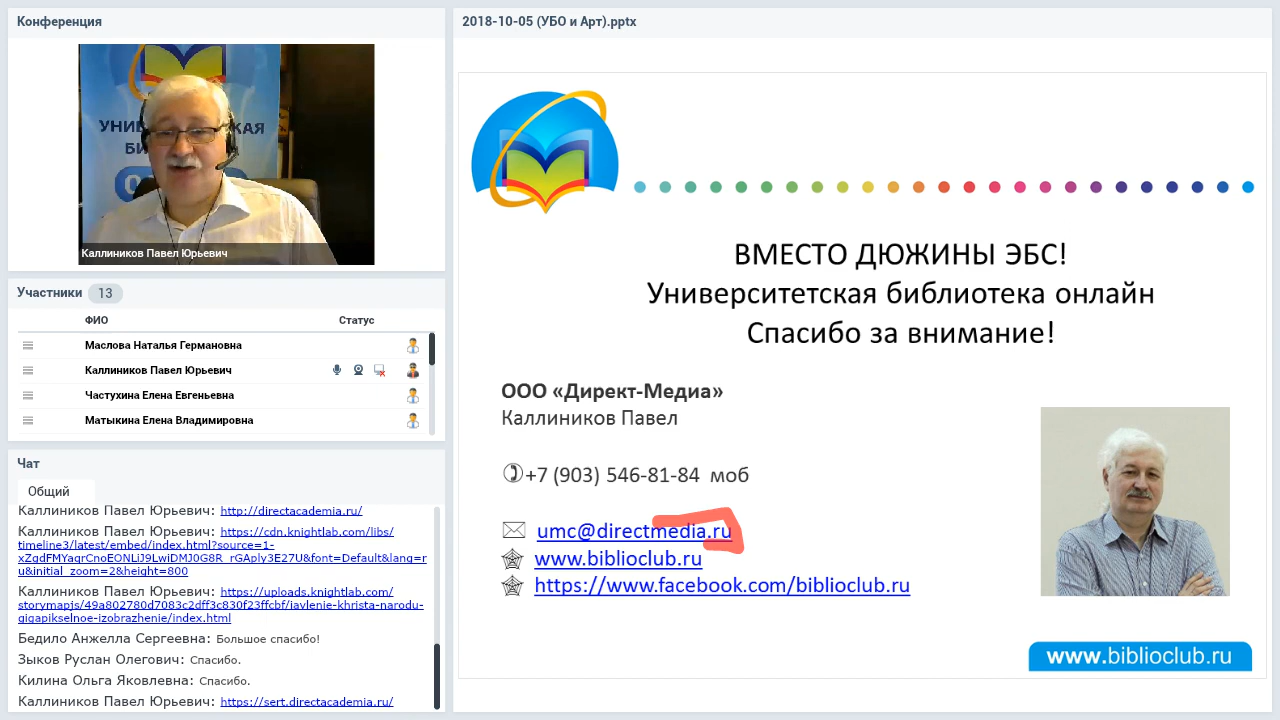 Конференция
УНИВЕ
СКАЯ
БИ
Каллиников Павел Юрьевич
Участники 13
ФИО Статус
Маслова Наталья Германовна
Каллиников Павел Юрьевич
Частухина Елена Евгеньевна
Матыкина Елена Владимировна
Чат
Общий
Каллиников Павел Юрьевич: http://directacademia.ru/
Каллиников Павел Юрьевич: https://cdn.knightlab.com/libs/
timeline3/latest/embed/index.html?source=1-
xZgdFMYaqrCnoEONLiJ9LwiDMJ0G8R_rGAply3E27U&font=Default&lang=r
u&initial_zoom=2&height=800
Каллиников Павел Юрьевич: https://uploads.knightlab.com/
storymapjs/49a802780d7083c2dff3c830f23ffcbf/iavlenie-khrista-narodu-
gigapikselnoe-izobrazhenie/index.html
Бедило Анжелла Сергеевна: Большое спасибо!
Зыков Руслан Олегович: Спасибо.
Килина Ольга Яковлевна: Спасибо.
Каллиников Павел Юрьевич: https://sert.directacademia.ru/
2018-10-05 (УБО и Арт).pptx
ВМЕСТО ДЮЖИНЫ ЭБС!
Университетская библиотека онлайн
Спасибо за внимание!
ООО «Директ-Медиа»
Каллиников Павел
+7 (903) 546-81-84 моб
umc@directmedia.ru
www.biblioclub.ru
https://www.facebook.com/biblioclub.ru
www.biblioclub.ru